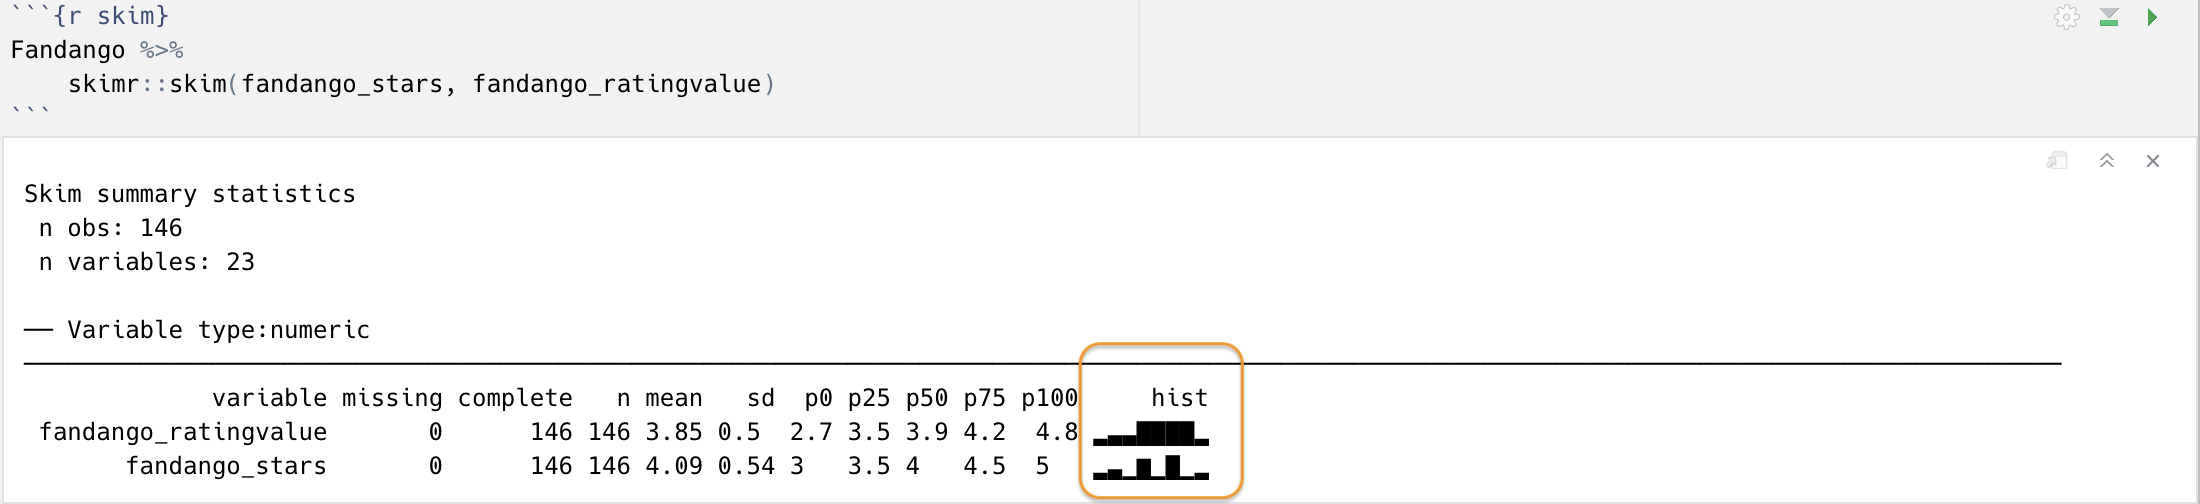 ```{r skim}
Fandango %>%
    skimr::skim(fandango_stars, fandango_ratingvalue)
```
Skim summary statistics
 n obs: 146
 n variables: 23
── Variable type:numeric
             variable missing complete   n mean   sd  p0 p25 p50 p75 p100     hist
 fandango_ratingvalue       0      146 146 3.85 0.5  2.7 3.5 3.9 4.2  4.8 ▂▃▃▇▇▇▇▂
       fandango_stars       0      146 146 4.09 0.54 3   3.5 4   4.5  5   ▂▃▁▇▁▇▁▂